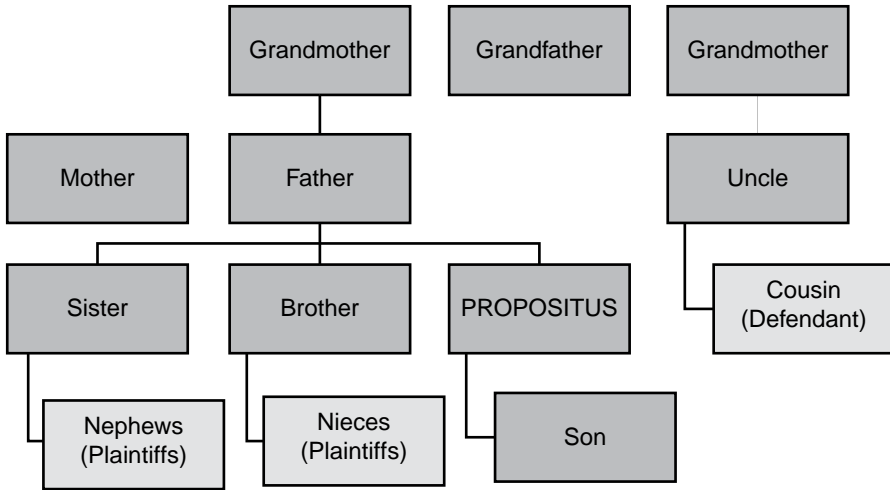 Grandmother
Grandfather
Grandmother
Mother
Father
Uncle
Sister
Brother
PROPOSITUS
Cousin
(Defendant)
Nephews
(Plaintiffs)
Nieces
(Plaintiffs)
Son